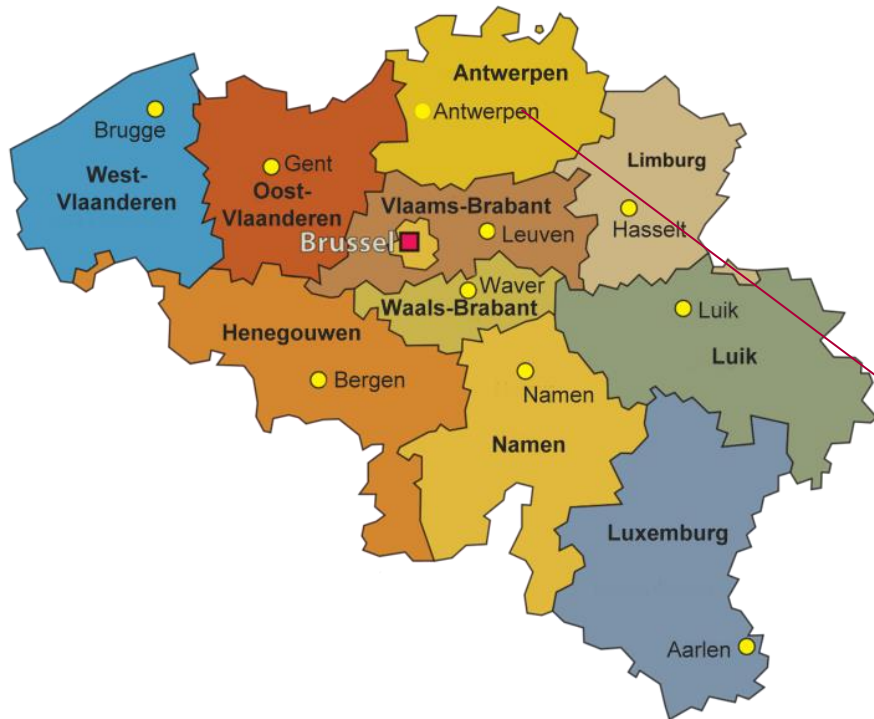 Antwerpen
Antwerpen
Brugge
West-
Vlaanderen
Gent
Oost-
Vlaanderen
Limburg
Hasselt
Vlaams-Brabant
Leuven
Brussel
Waver
Waals-Brabant
Henegouwen
Bergen
Luik
Luik
Namen
Namen
Luxemburg
Aarlen